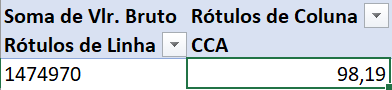 Soma de Vlr. Bruto Rótulos de Coluna
Rótulos de Linha CCA
1474970 98,19